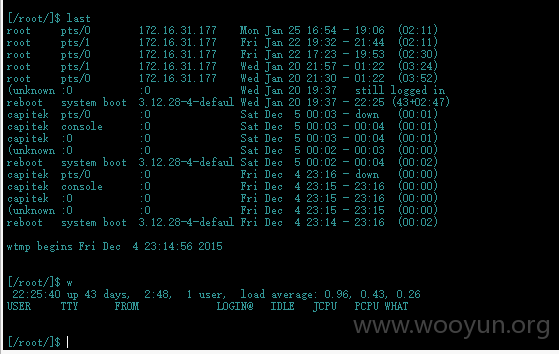 [/root/]$ last
root pts/0 172.16.31.177 Mon Jan 25 16:54 - 19:06 (02:11)
root pts/1 172.16.31.177 Fri Jan 22 19:32 - 21:44 (02:11)
root pts/0 172.16.31.177 Fri Jan 22 17:23 - 19:53 (02:30)
root pts/1 172.16.31.177 Wed Jan 20 21:57 - 01:22 (03:24)
root pts/0 172.16.31.177 Wed Jan 20 21:30 - 01:22 (03:52)
(unknown :0 :0 Wed Jan 20 19:37 still logged in
reboot system boot 3.12.28-4-defaul Wed Jan 20 19:37 - 22:25 (43+02:47)
capitek pts/0 :0 Sat Dec 5 00:03 - down (00:01)
capitek console :0 Sat Dec 5 00:03 - 00:04 (00:01)
capitek :0 :0 Sat Dec 5 00:03 - 00:04 (00:01)
(unknown :0 :0 Sat Dec 5 00:02 - 00:03 (00:00)
reboot system boot 3.12.28-4-defaul Sat Dec 5 00:02 - 00:04 (00:02)
capitek pts/0 :0 Fri Dec 4 23:16 - down (00:00)
capitek console :0 Fri Dec 4 23:15 - 23:16 (00:00)
capitek :0 :0 Fri Dec 4 23:15 - 23:16 (00:00)
(unknown :0 :0 Fri Dec 4 23:15 - 23:15 (00:00)
reboot system boot 3.12.28-4-defaul Fri Dec 4 23:14 - 23:16 (00:02)
wtmp begins Fri Dec 4 23:14:56 2015
[/root/]$ w
22:25:40 up 43 days, 2:48, 1 user, load average: 0.96, 0.43, 0.26
USER TTY FROM LOGIN@ IDLE JCPU PCPU WHAT
www.wooyun.org
[/root/]$